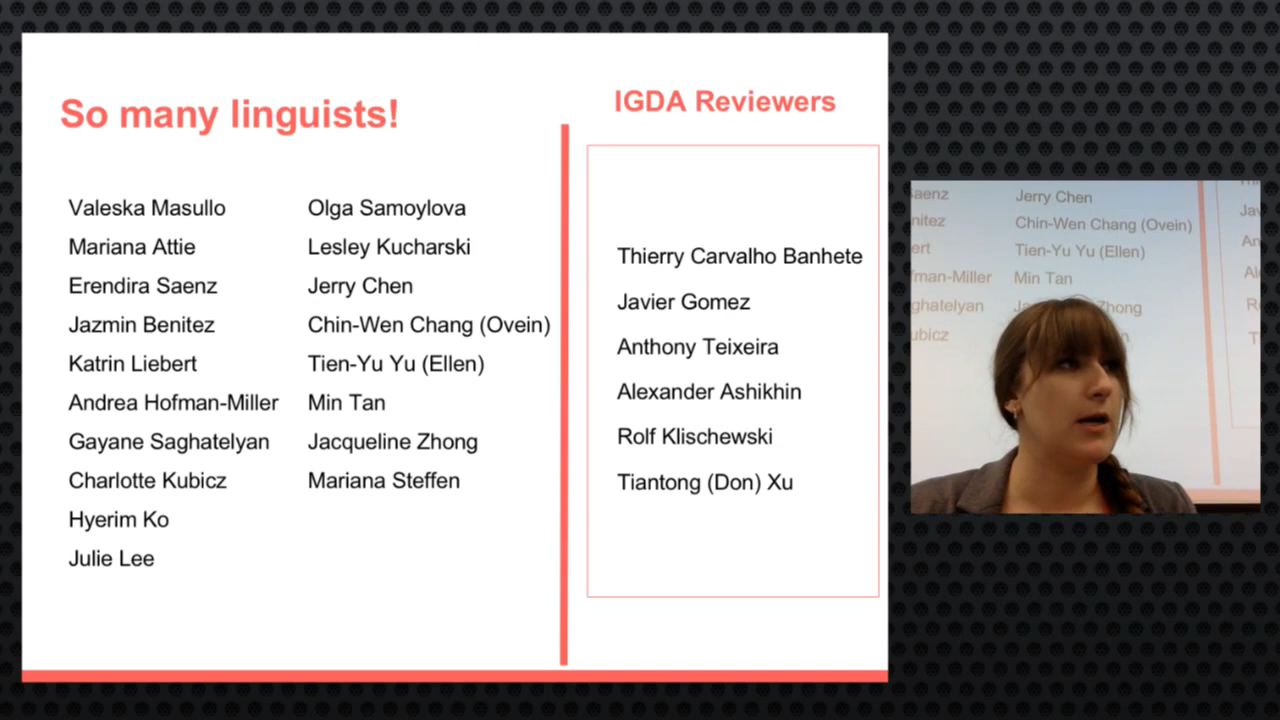 So many linguists!
Valeska Masullo
Mariana Attie
Erendira Saenz
Jazmin Benitez
Katrin Liebert
Andrea Hofman-Miller
Gayane Saghatelyan
Charlotte Kubicz
Hyerim Ko
Julie Lee
Olga Samoylova
Lesley Kucharski
Jerry Chen
Chin-Wen Chang (Ovein)
Tien-Yu Yu (Ellen)
Min Tan
Jacqueline Zhong
Mariana Steffen
IGDA Reviewers
Thierry Carvalho Banhete
Javier Gomez
Anthony Teixeira
Alexander Ashikhin
Rolf Klischewski
Tiantong (Don) Xu
Jerry Chen
Chin-Wen Chang (Ovein)
Tien-Yu Yu (Ellen)
Min Tan